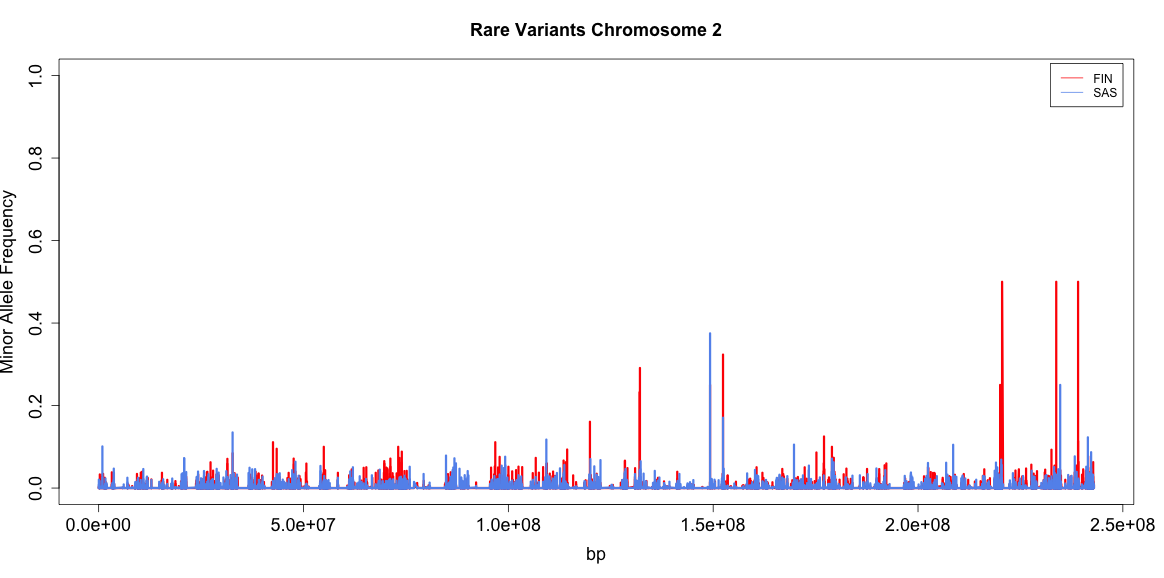 Rare Variants Chromosome 2
Minor Allele Frequency
1.0
0.8
0.6
0.4
0.2
0.0
FIN
SAS
0.0e+00 5.0e+07 1.0e+08 1.5e+08 2.0e+08 2.5e+08
bp